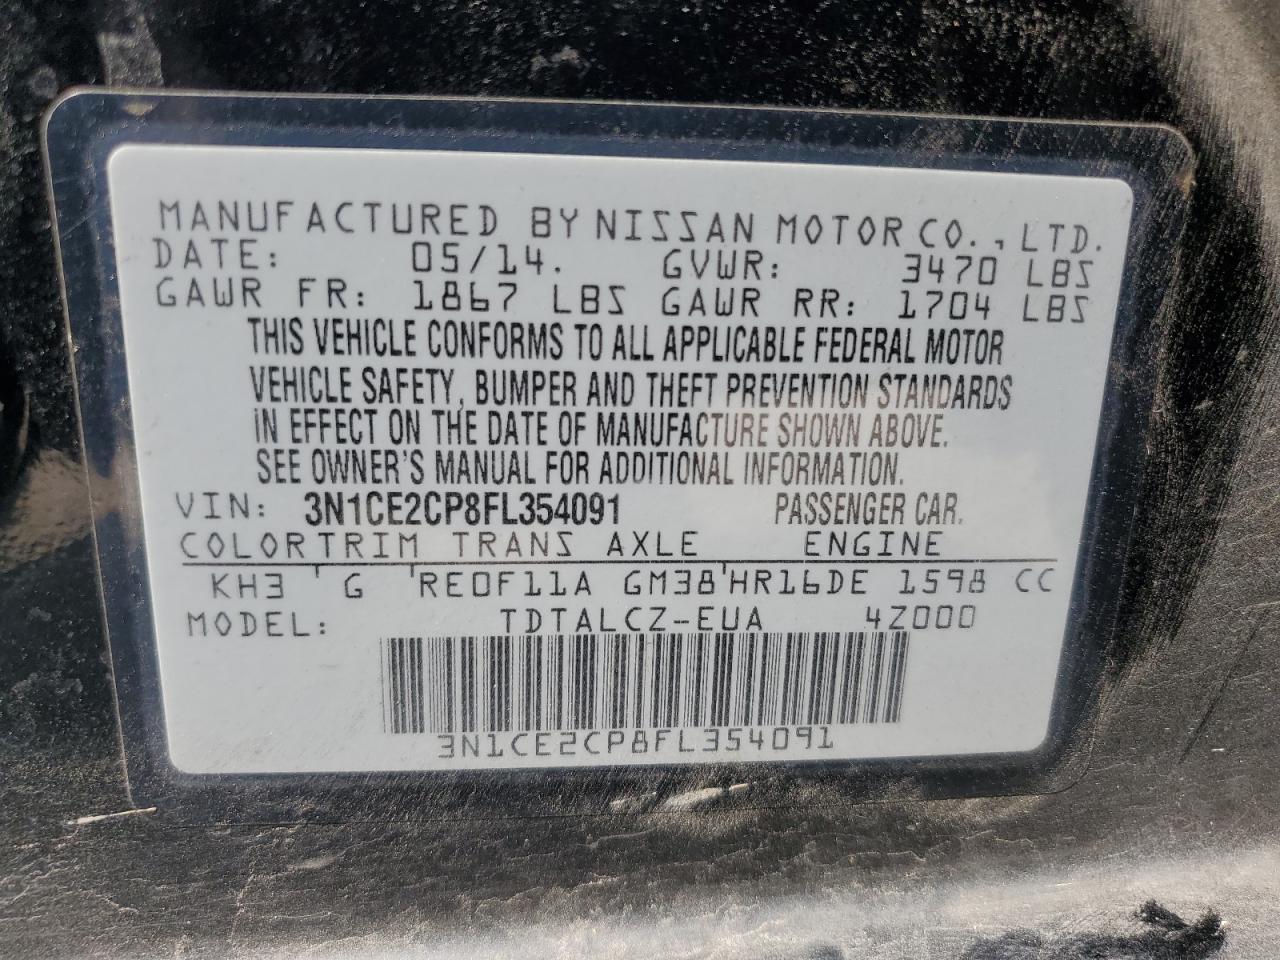 MANUFACTURED BY NISSAN MOTOR CO., LTD.
DATE: 05/14. GVWR: 3470 LBS
GAWR FR: 1867 LBS GAWR RR: 1704 LBS
THIS VEHICLE CONFORMS TO ALL APPLICABLE FEDERAL MOTOR
VEHICLE SAFETY, BUMPER AND THEFT PREVENTION STANDARDS
IN EFFECT ON THE DATE OF MANUFACTURE SHOWN ABOVE.
SEE OWNER'S MANUAL FOR ADDITIONAL INFORMATION.
VIN: 3N1CE2CP8FL354091 PASSENGER CAR.
COLOR TRIM TRANS AXLE ENGINE
KH3 G RE0F11A GM38 HR16DE 1598 CC
MODEL: TDTALCZ-EUA 4Z000
3N1CE2CP8FL354091